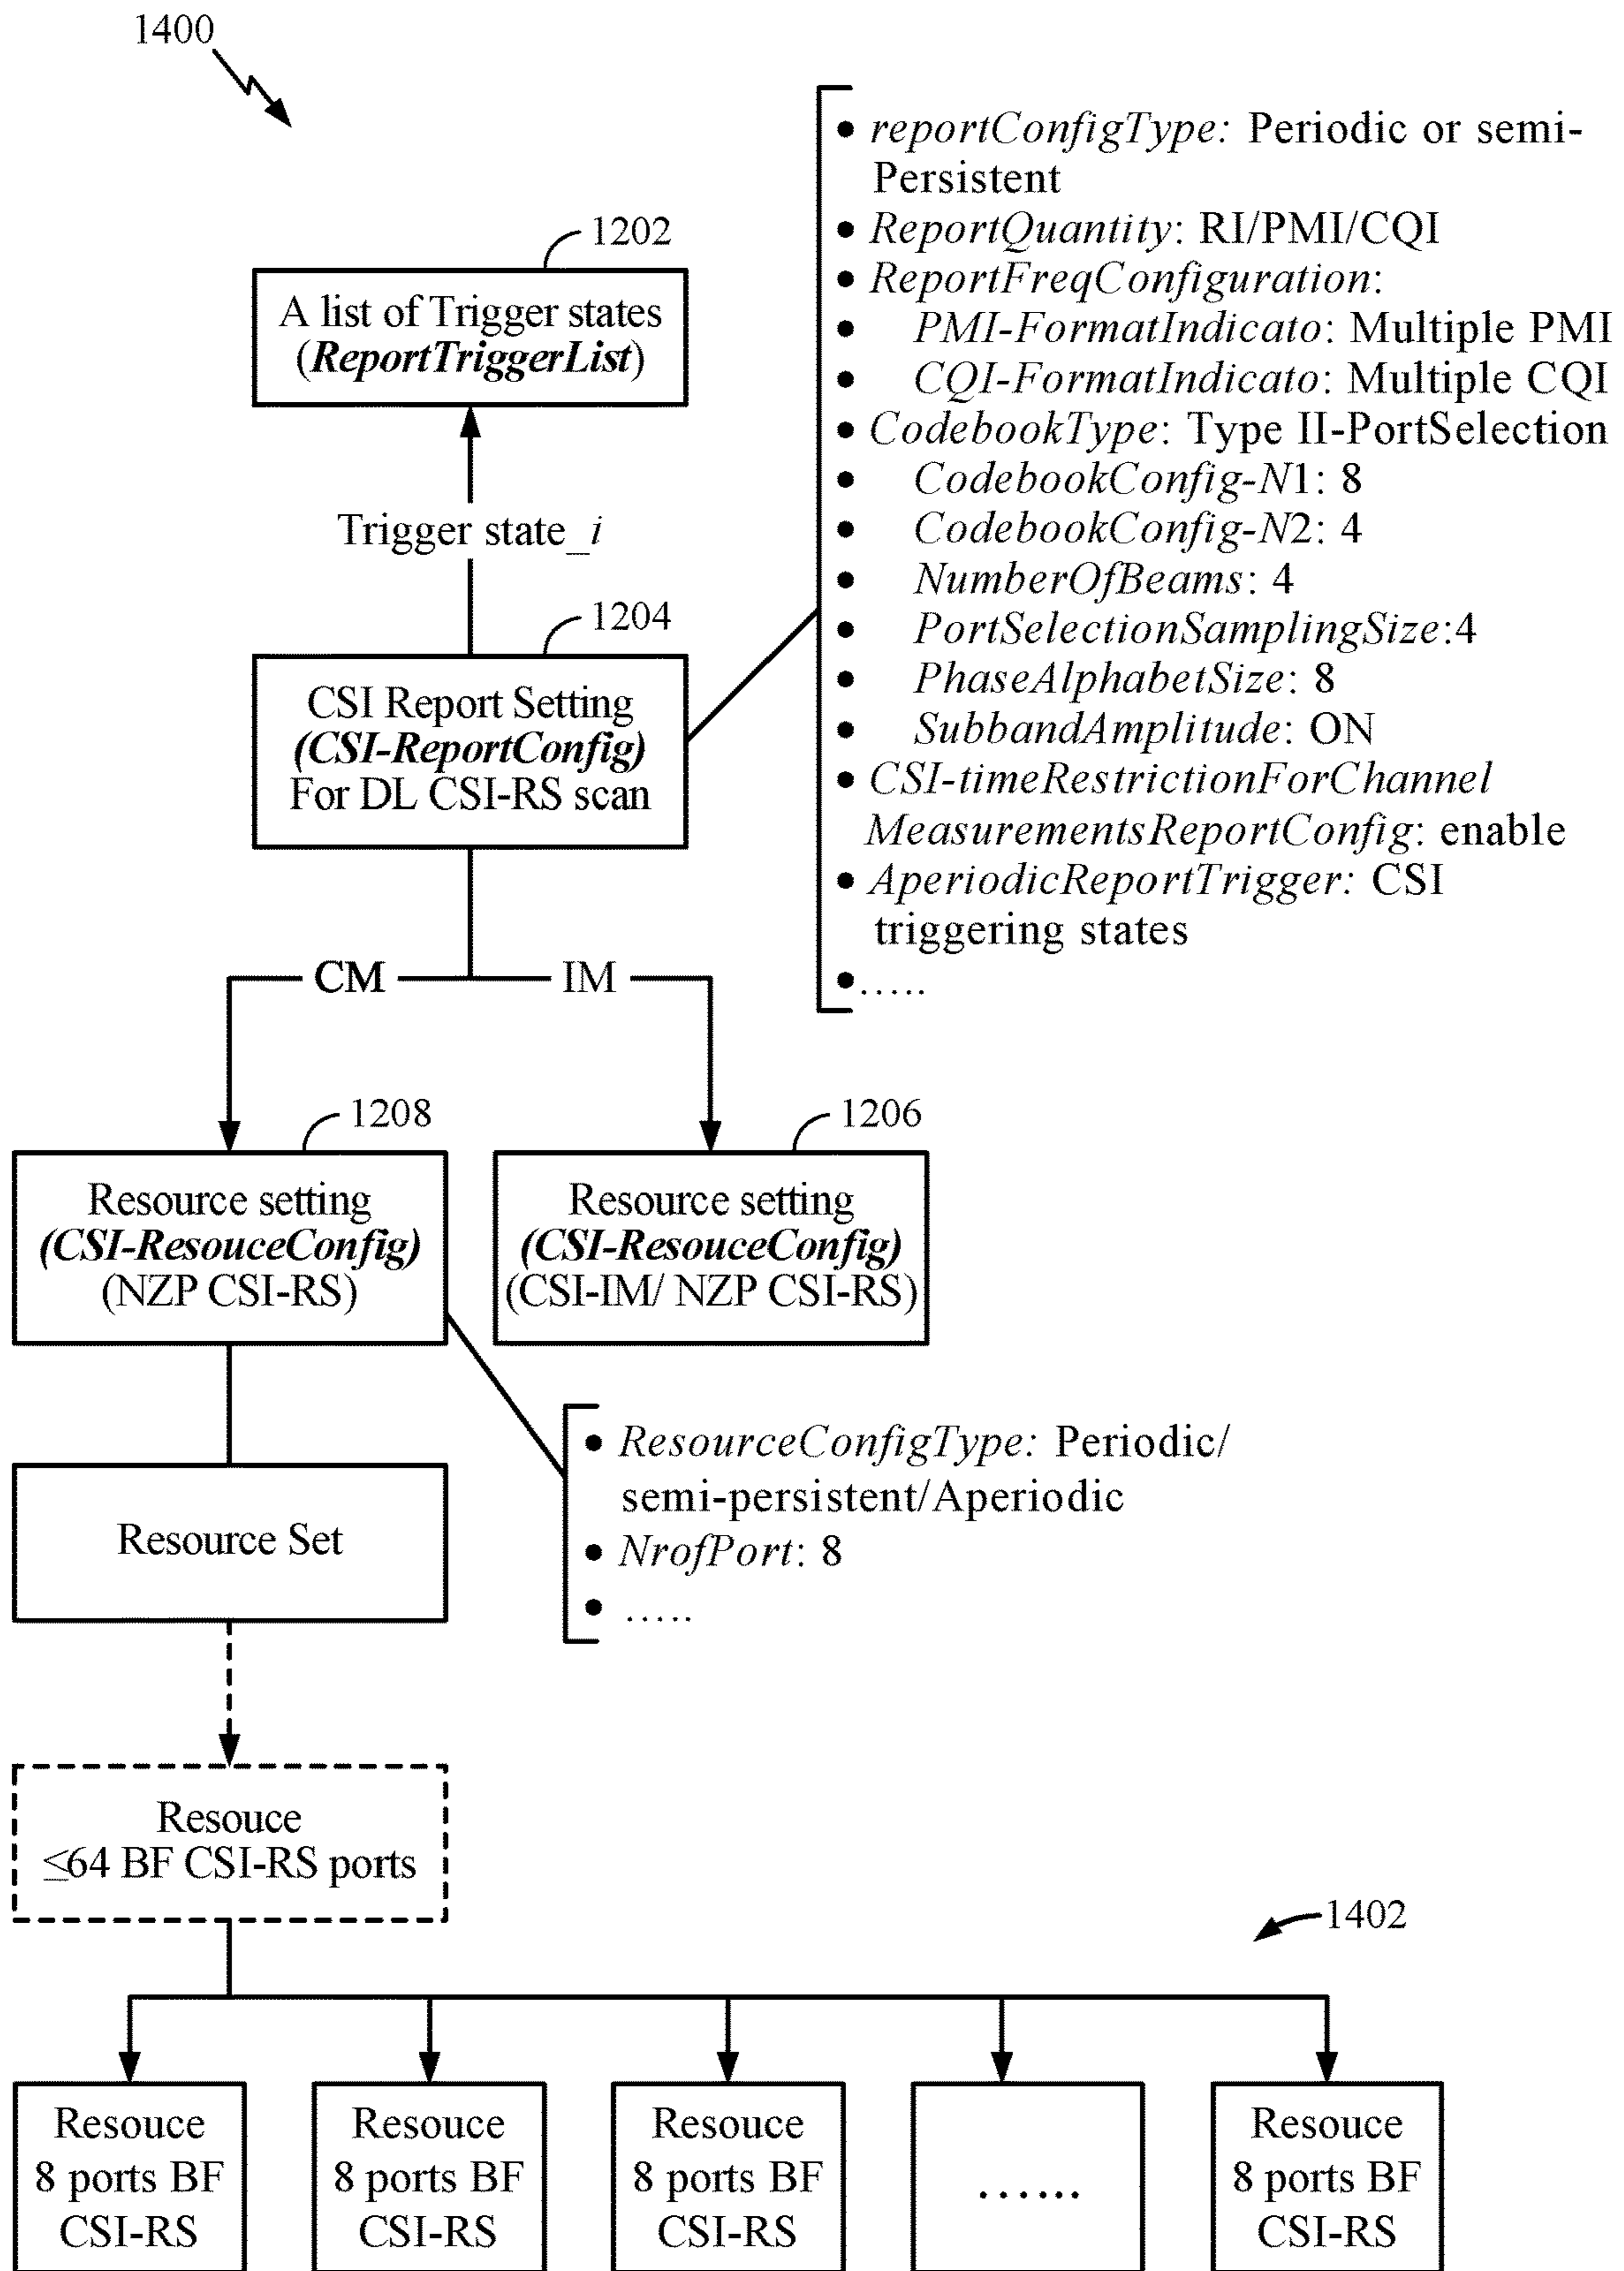 1400
1202
A list of Trigger states
(ReportTriggerList)
Trigger state_i
1204
CSI Report Setting
(CSI-ReportConfig)
For DL CSI-RS scan
• reportConfigType: Periodic or semi-
Persistent
• ReportQuantity: RI/PMI/CQI
• ReportFreqConfiguration:
• PMI-FormatIndicato: Multiple PMI
• CQI-FormatIndicato: Multiple CQI
• CodebookType: Type II-PortSelection
• CodebookConfig-N1: 8
• CodebookConfig-N2: 4
• NumberOfBeams: 4
• PortSelectionSamplingSize:4
• PhaseAlphabetSize: 8
• SubbandAmplitude: ON
• CSI-timeRestrictionForChannel
MeasurementsReportConfig: enable
• AperiodicReportTrigger: CSI
triggering states
• .....
CM
IM
1208
Resource setting
(CSI-ResouceConfig)
(NZP CSI-RS)
1206
Resource setting
(CSI-ResouceConfig)
(CSI-IM/ NZP CSI-RS)
• ResourceConfigType: Periodic/
semi-persistent/Aperiodic
• NrofPort: 8
• .....
Resource Set
Resouce
≤64 BF CSI-RS ports
1402
Resouce
8 ports BF
CSI-RS
Resouce
8 ports BF
CSI-RS
Resouce
8 ports BF
CSI-RS
......
Resouce
8 ports BF
CSI-RS